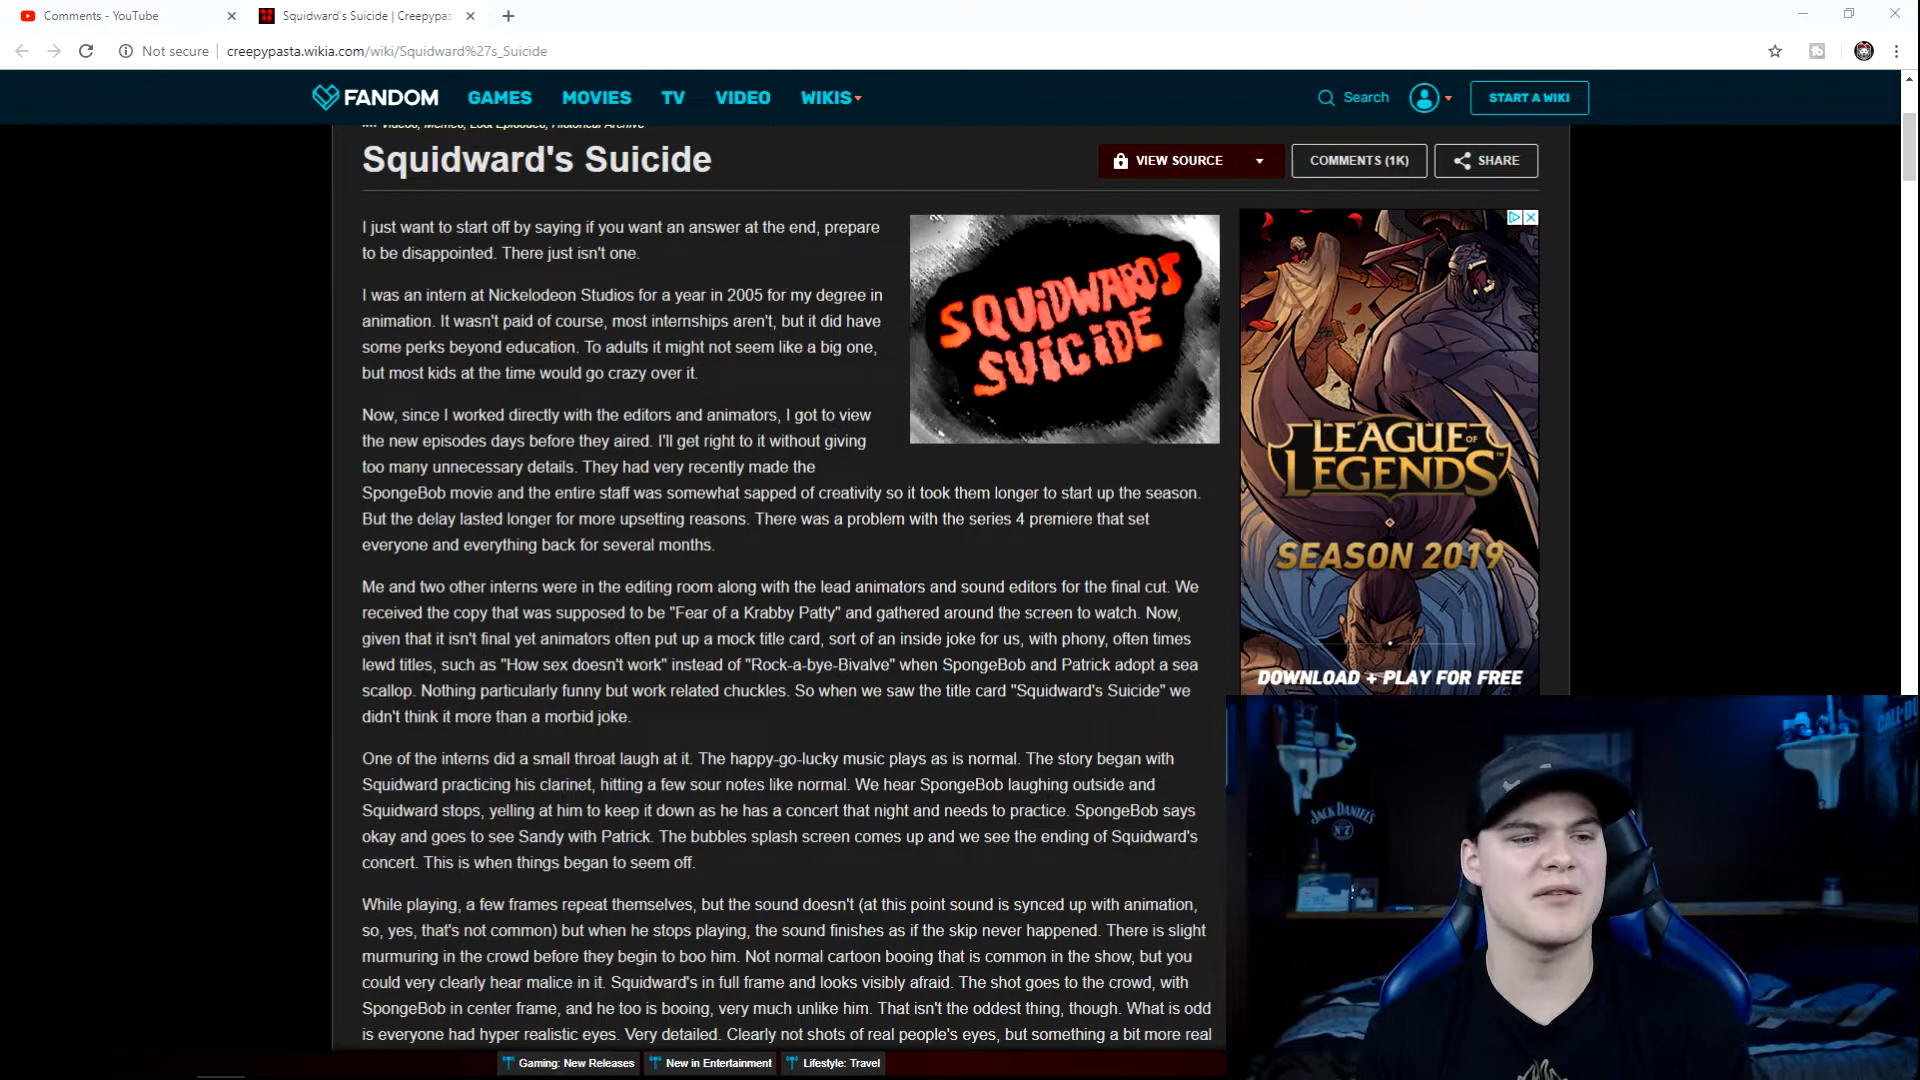 Comments - YouTube
Squidward's Suicide | Creepypas
Not secure
creepypasta.wikia.com/wiki/Squidward%27s_Suicide
FANDOM
GAMES
MOVIES
TV
VIDEO
WIKIS
Search
START A WIKI
Videos, Memes, Lost Episodes, Historical Archive
Squidward's Suicide
VIEW SOURCE
COMMENTS (1K)
SHARE
I just want to start off by saying if you want an answer at the end, prepare
to be disappointed. There just isn't one.
I was an intern at Nickelodeon Studios for a year in 2005 for my degree in
animation. It wasn't paid of course, most internships aren't, but it did have
some perks beyond education. To adults it might not seem like a big one,
but most kids at the time would go crazy over it.
Now, since I worked directly with the editors and animators, I got to view
the new episodes days before they aired. I'll get right to it without giving
too many unnecessary details. They had very recently made the
SpongeBob movie and the entire staff was somewhat sapped of creativity so it took them longer to start up the season.
But the delay lasted longer for more upsetting reasons. There was a problem with the series 4 premiere that set
everyone and everything back for several months.
Me and two other interns were in the editing room along with the lead animators and sound editors for the final cut. We
received the copy that was supposed to be "Fear of a Krabby Patty" and gathered around the screen to watch. Now,
given that it isn't final yet animators often put up a mock title card, sort of an inside joke for us, with phony, often times
lewd titles, such as "How sex doesn't work" instead of "Rock-a-bye-Bivalve" when SpongeBob and Patrick adopt a sea
scallop. Nothing particularly funny but work related chuckles. So when we saw the title card "Squidward's Suicide" we
didn't think it more than a morbid joke.
One of the interns did a small throat laugh at it. The happy-go-lucky music plays as is normal. The story began with
Squidward practicing his clarinet, hitting a few sour notes like normal. We hear SpongeBob laughing outside and
Squidward stops, yelling at him to keep it down as he has a concert that night and needs to practice. SpongeBob says
okay and goes to see Sandy with Patrick. The bubbles splash screen comes up and we see the ending of Squidward's
concert. This is when things began to seem off.
While playing, a few frames repeat themselves, but the sound doesn't (at this point sound is synced up with animation,
so, yes, that's not common) but when he stops playing, the sound finishes as if the skip never happened. There is slight
murmuring in the crowd before they begin to boo him. Not normal cartoon booing that is common in the show, but you
could very clearly hear malice in it. Squidward's in full frame and looks visibly afraid. The shot goes to the crowd, with
SpongeBob in center frame, and he too is booing, very much unlike him. That isn't the oddest thing, though. What is odd
is everyone had hyper realistic eyes. Very detailed. Clearly not shots of real people's eyes, but something a bit more real
SQUiDWARDS
SUiCiDE
LEAGUE OF
LEGENDS
SEASON 2019
DOWNLOAD + PLAY FOR FREE
JACK DANIEL'S
No 7
CALL OF DU
Gaming: New Releases
New in Entertainment
Lifestyle: Travel